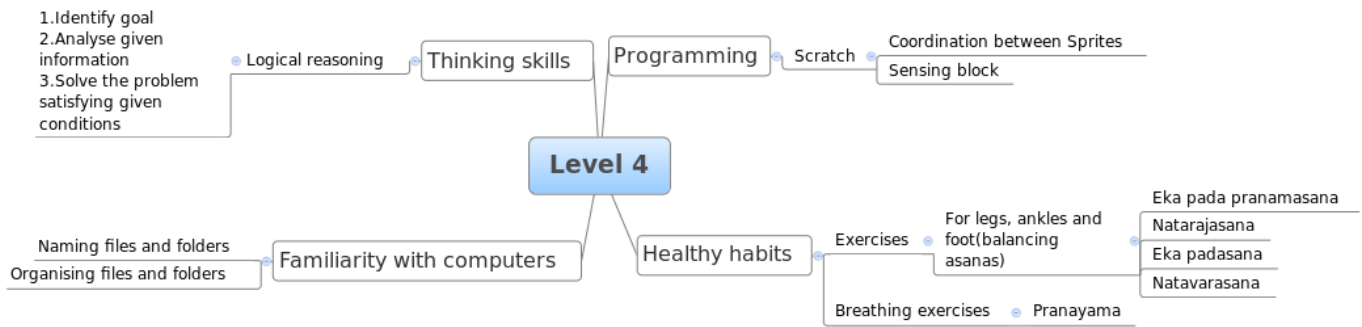 1.Identify goal
2.Analyse given
information
3.Solve the problem
satisfying given
conditions
Logical reasoning
Thinking skills
Programming
Scratch
Coordination between Sprites
Sensing block
Level 4
Naming files and folders
Organising files and folders
Familiarity with computers
Healthy habits
Exercises
For legs, ankles and
foot(balancing
asanas)
Eka pada pranamasana
Natarajasana
Eka padasana
Natavarasana
Breathing exercises
Pranayama